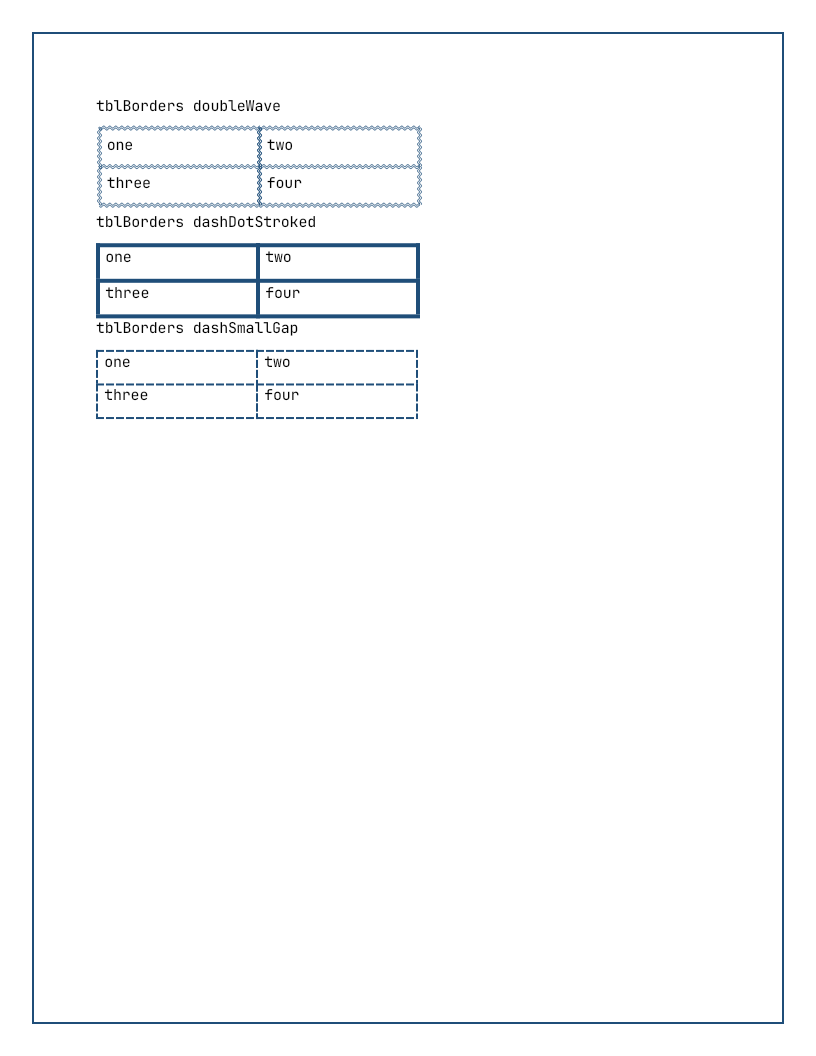 tblBorders doubleWave
one two
three four
tblBorders dashDotStroked
one two
three four
tblBorders dashSmallGap
one two
three four